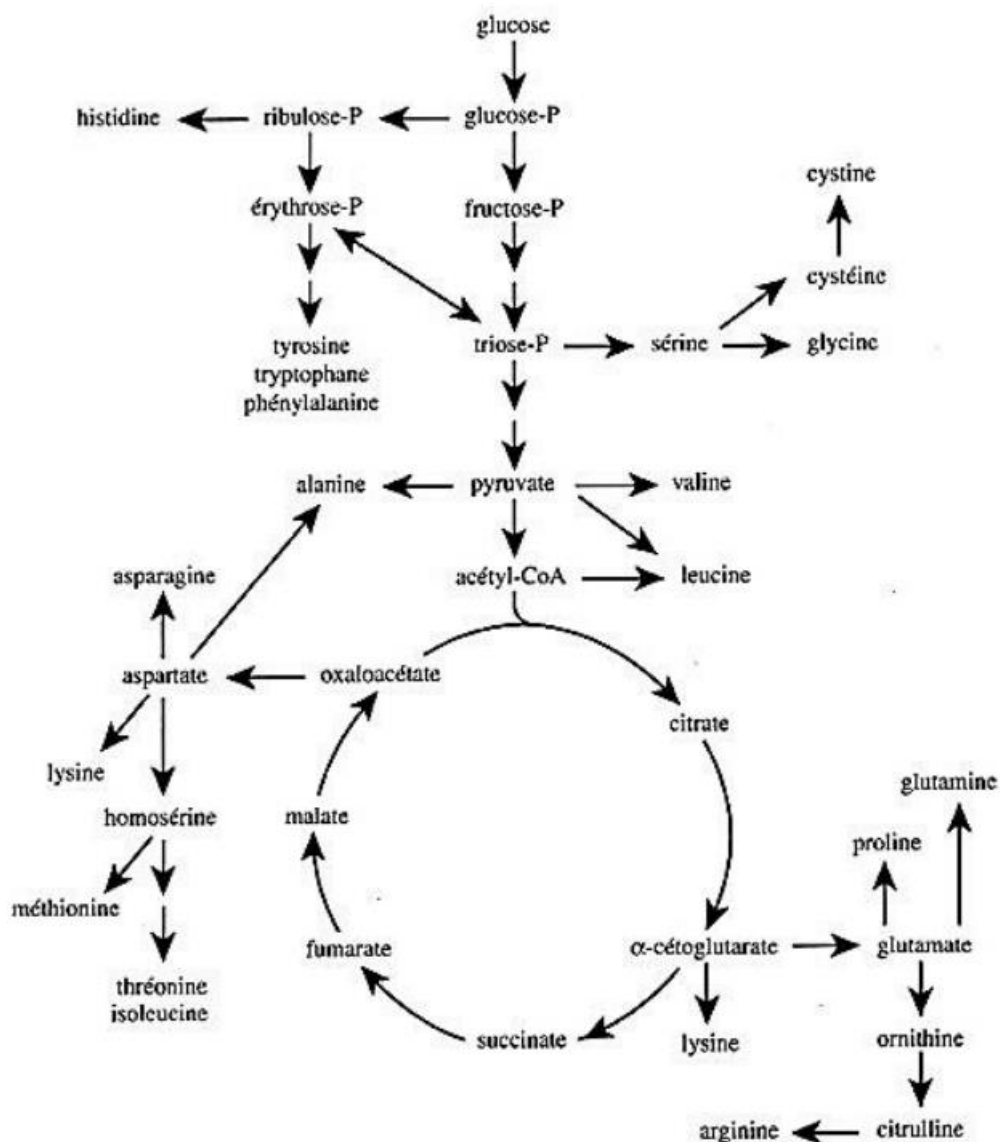 glucose
histidine
ribulose-P
glucose-P
cystine
érythrose-P
fructose-P
cystéine
tyrosine
tryptophane
phénylalanine
triose-P
sérine
glycine
alanine
pyruvate
valine
asparagine
acétyl-CoA
leucine
aspartate
oxaloacétate
citrate
lysine
homosérine
malate
glutamine
proline
méthionine
fumarate
α-cétoglutarate
glutamate
thréonine
isoleucine
succinate
lysine
ornithine
arginine
citrulline